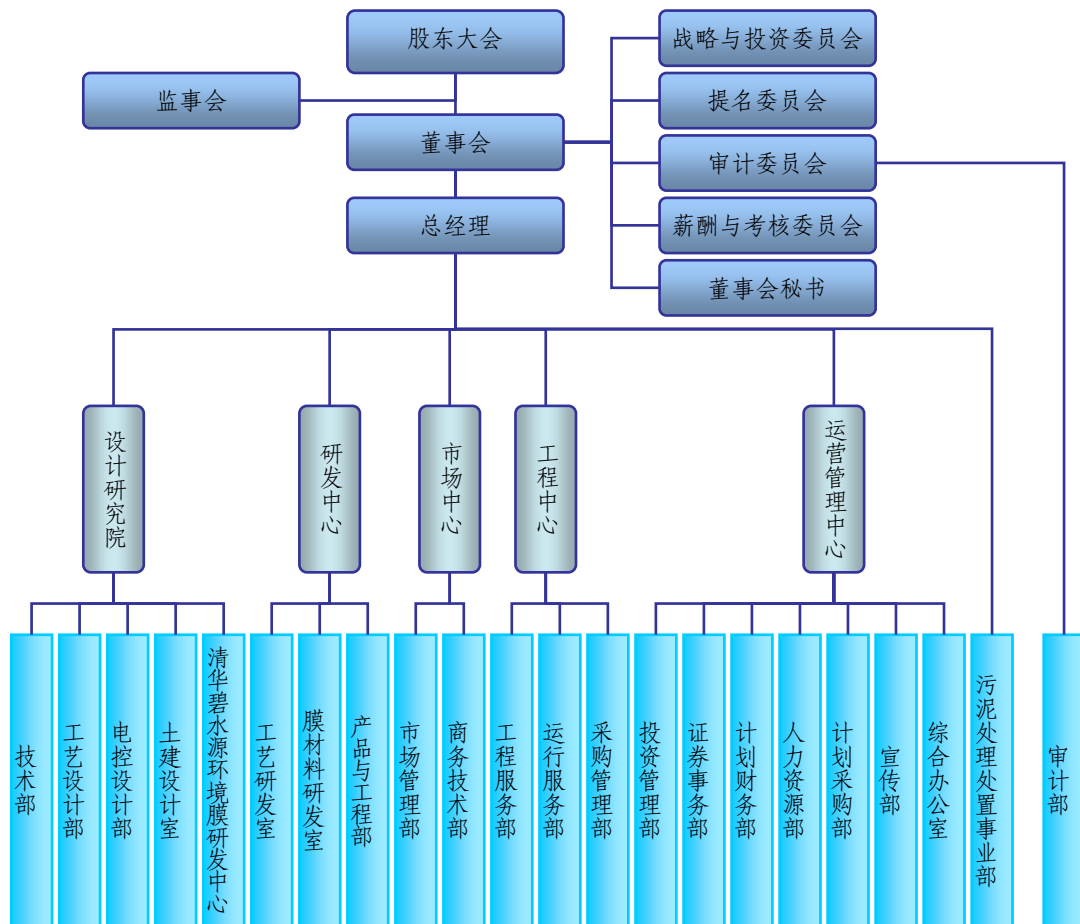 股东大会
战略与投资委员会
监事会
提名委员会
董事会
审计委员会
总经理
薪酬与考核委员会
董事会秘书
设计研究院
研发中心
市场中心
工程中心
运营管理中心
技术部
工艺设计部
电控设计部
土建设计室
清华碧水源环境膜研发中心
工艺研发室
膜材料研发室
产品与工程部
市场管理部
商务技术部
工程服务部
运行服务部
采购管理部
投资管理部
证券事务部
计划财务部
人力资源部
计划采购部
宣传部
综合办公室
污泥处理处置事业部
审计部